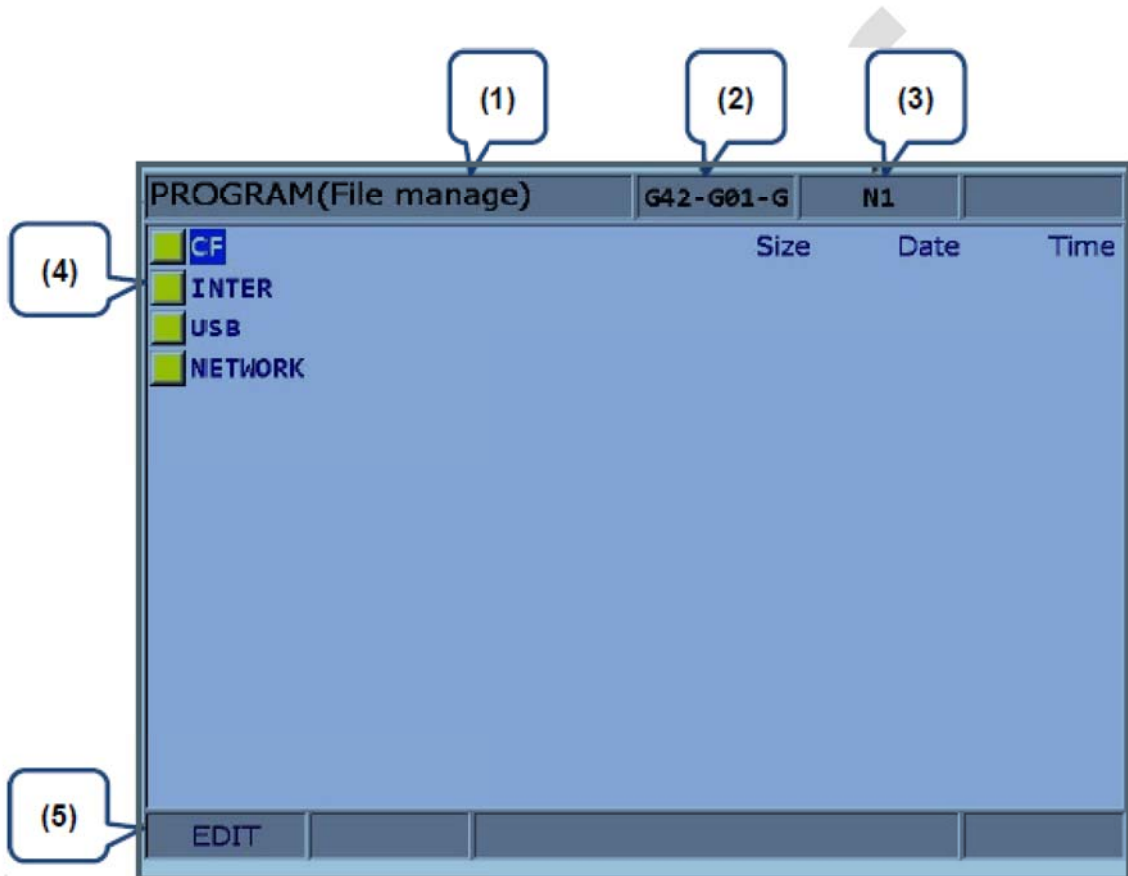 (1) (2) (3)
PROGRAM(File manage) G42-G01-G N1
(4)
CF Size Date Time
INTER
USB
NETWORK
(5)
EDIT